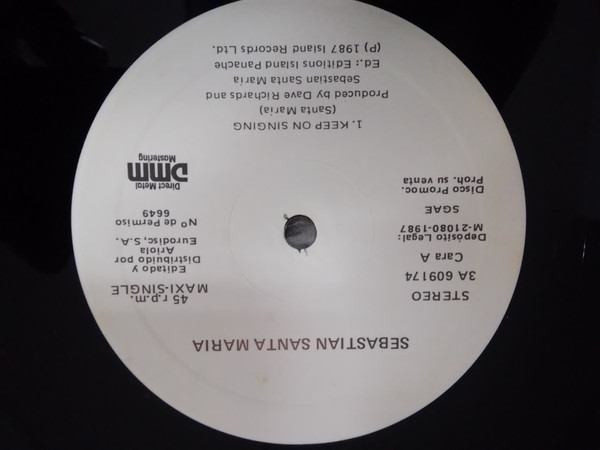 SEBASTIAN SANTA MARIA
STEREO
3A 609174
Cara A
Depósito Legal:
M-21080-1987
SGAE
Disco Promoc.
Proh. su venta
45 r.p.m.
MAXI-SINGLE
Editado y
Distribuido por
Ariola
Eurodisc, S.A.
Nº de Permiso
6649
Direct Metal
Mastering
DMM
1. KEEP ON SINGING
(Santa Maria)
Produced by Dave Richards and
Sebastian Santa Maria
Ed.: Editions Island Panache
(P) 1987 Island Records Ltd.